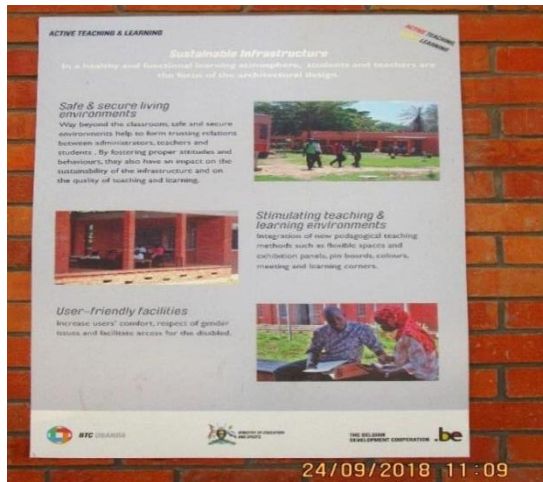 ACTIVE TEACHING & LEARNING
ACTIVE TEACHING
LEARNING
Sustainable Infrastructure
In a healthy and functional learning atmosphere, students and teachers are
the focus of the architectural design
Safe & secure living
environments
Way beyond the classroom, safe and secure
environments help to form trusting relations
between administrators, teachers and
students . By fostering proper attitudes and
behaviours, they also have an impact on the
sustainability of the infrastructure and on
the quality of teaching and learning.
Stimulating teaching &
learning environments
Integration of new pedagogical teaching
methods such as flexible spaces and
exhibition panels, pin boards, colours,
meeting and learning corners.
User-friendly facilities
Increase users' comfort, respect of gender
issues and facilitate access for the disabled.
BTC UGANDA
MINISTRY OF EDUCATION
AND SPORTS
THE BELGIAN
DEVELOPMENT COOPERATION .be
24/09/2018 11:09